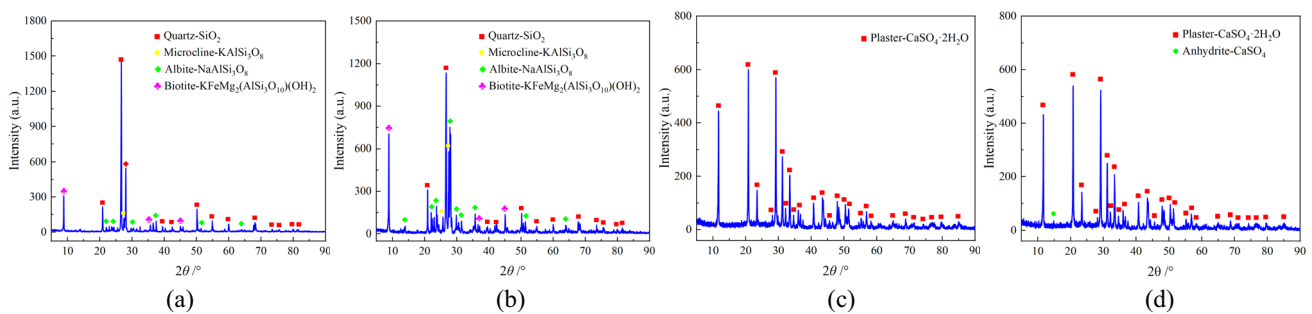 1800
1500
1200
900
600
300
0
Intensity (a.u.)
Quartz-SiO₂
Microcline-KAlSi₃O₈
Albite-NaAlSi₃O₈
Biotite-KFeMg₂(AlSi₃O₁₀)(OH)₂
10 20 30 40 50 60 70 80 90
2θ /°
(a)
1500
1200
900
600
300
0
Intensity (a.u.)
Quartz-SiO₂
Microcline-KAlSi₃O₈
Albite-NaAlSi₃O₈
Biotite-KFeMg₂(AlSi₃O₁₀)(OH)₂
10 20 30 40 50 60 70 80 90
2θ /°
(b)
800
600
400
200
0
Intensity (a.u.)
Plaster-CaSO₄·2H₂O
10 20 30 40 50 60 70 80 90
2θ /°
(c)
800
600
400
200
0
Intensity (a.u.)
Plaster-CaSO₄·2H₂O
Anhydrite-CaSO₄
10 20 30 40 50 60 70 80 90
2θ /°
(d)